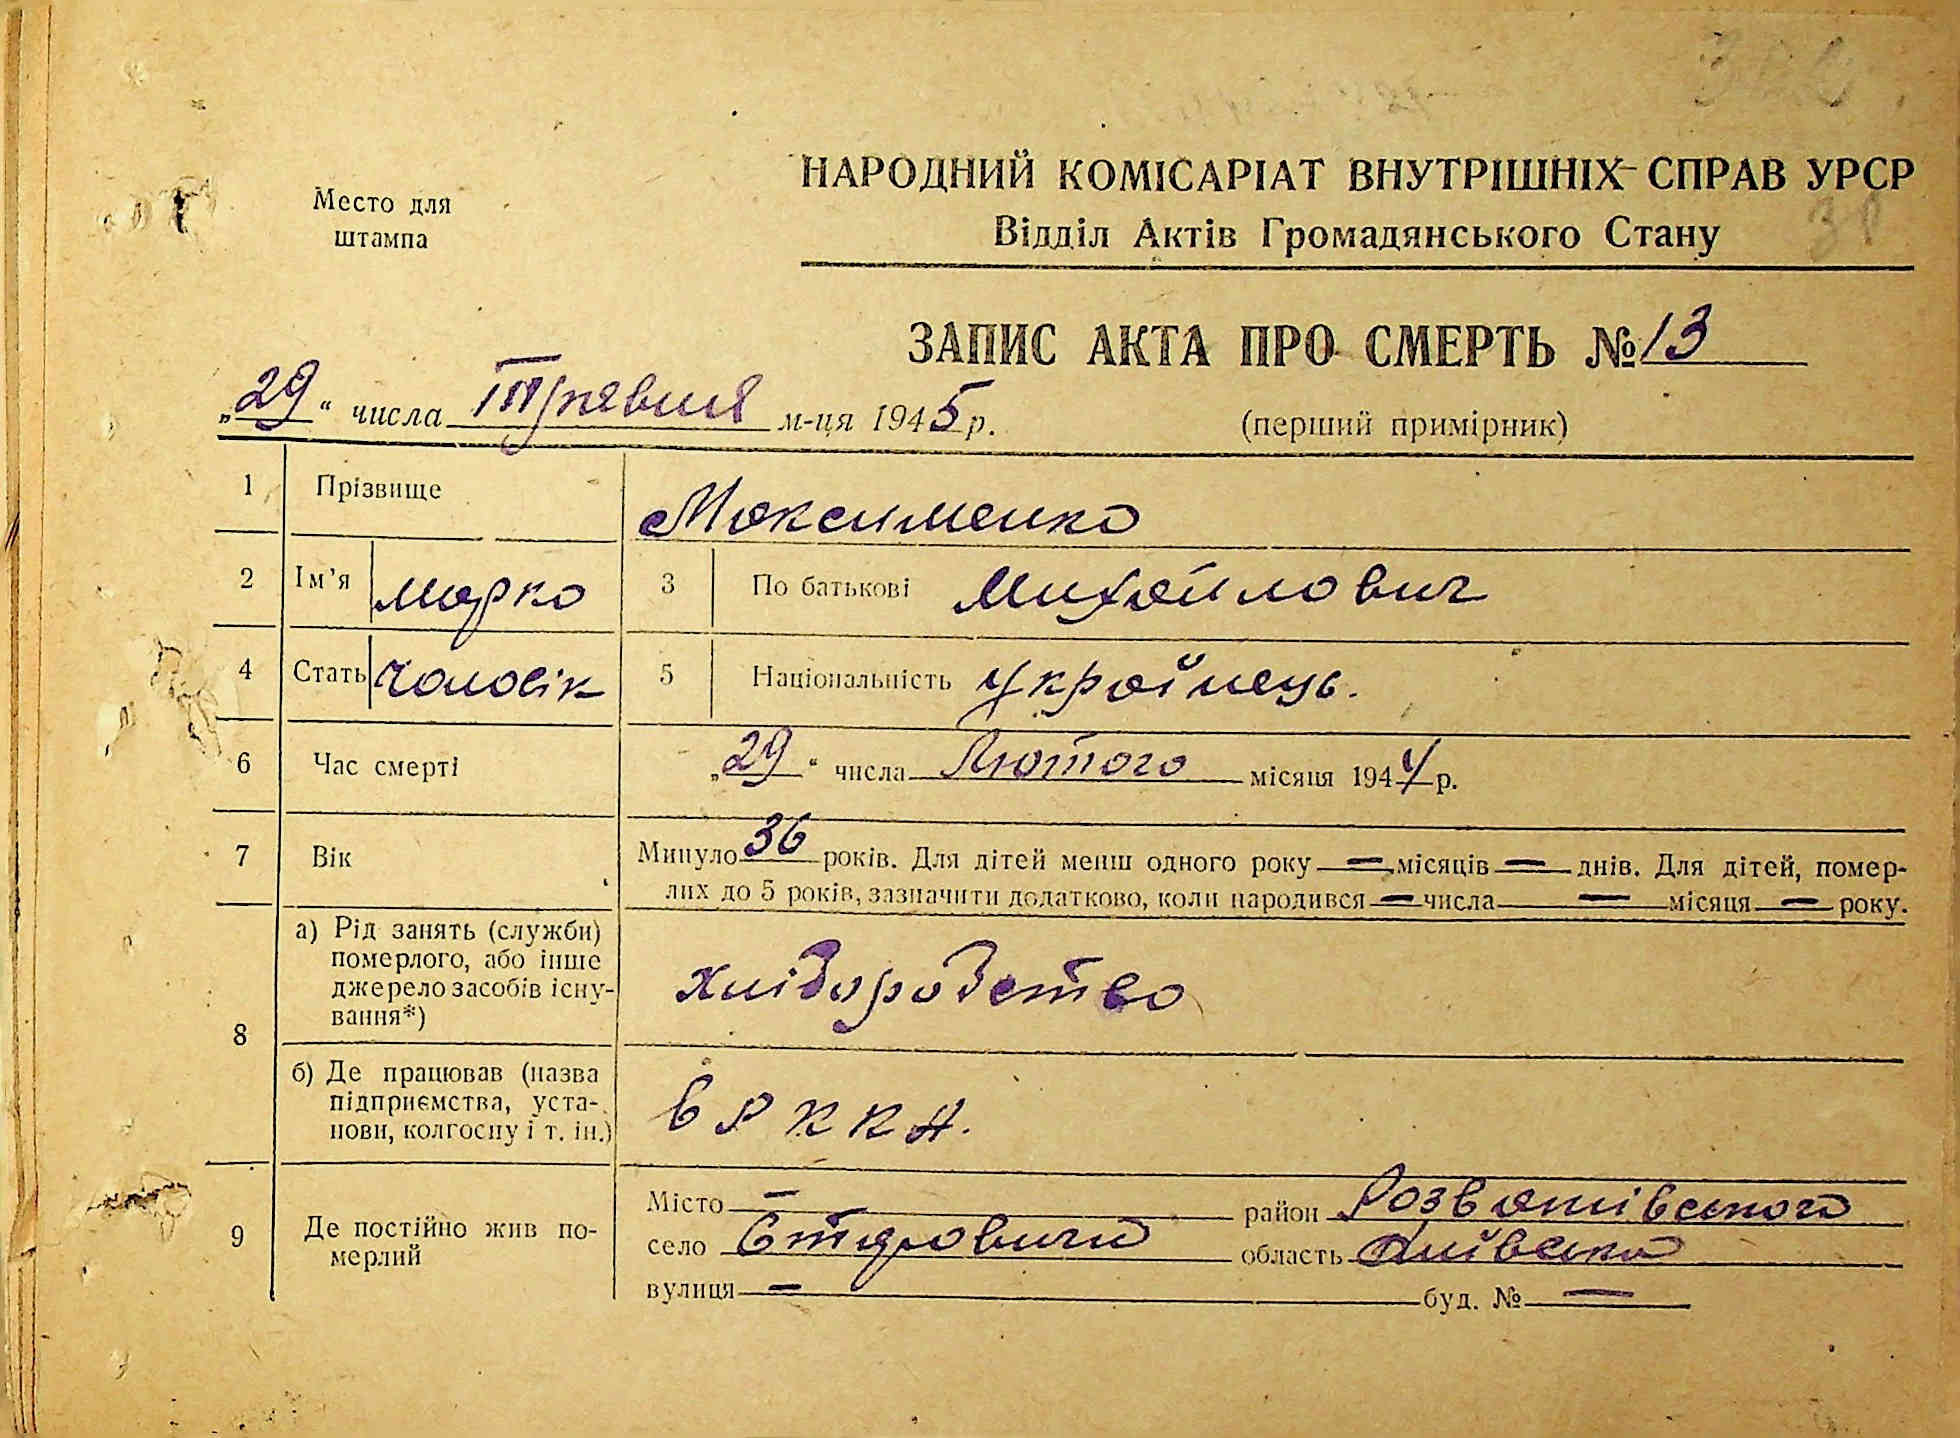 Место для
штампа
НАРОДНИЙ КОМІСАРІАТ ВНУТРІШНІХ СПРАВ УРСР
Відділ Актів Громадянського Стану
ЗАПИС АКТА ПРО СМЕРТЬ № 13
„29“ числа Травня м-ця 1945 р.
(перший примірник)
1 Прізвище Максименко
2 Ім'я Марко 3 По батькові Михайлович
4 Стать Чоловік 5 Національність Українець.
6 Час смерті „29“ числа Лютого місяця 1944 р.
7 Вік Минуло 36 років. Для дітей менш одного року — місяців — днів. Для дітей, помер-
лих до 5 років, зазначити додатково, коли народився — числа — місяця — року.
8 а) Рід занять (служби)
померлого, або інше
джерело засобів існу-
вання*)
хліборобство
б) Де працював (назва
підприємства, уста-
нови, колгоспу і т. ін.)
в РККА.
9 Де постійно жив по-
мерлий
Місто — район Розважівського
село область Київська
вулиця — буд. № —